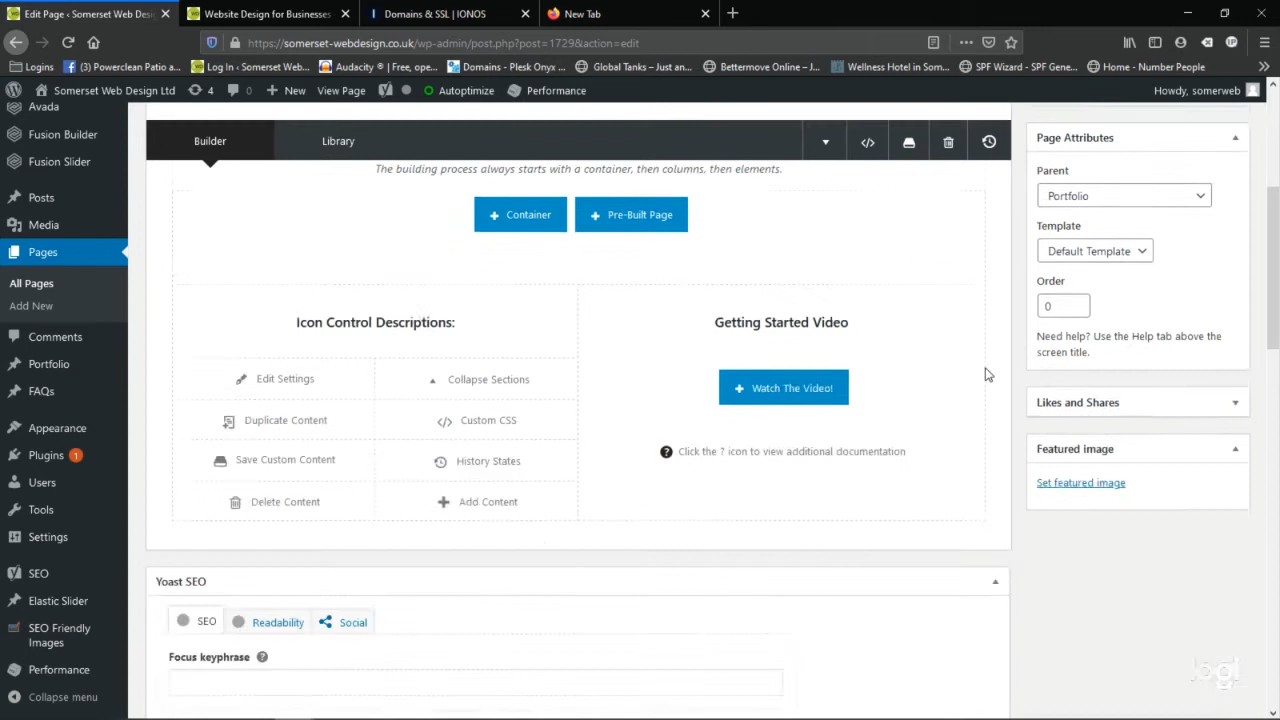 Edit Page ‹ Somerset Web Desi
Website Design for Businesses
Domains & SSL | IONOS
New Tab
https://somerset-webdesign.co.uk/wp-admin/post.php?post=1729&action=edit
Logins
(3) Powerclean Patio a...
Log In ‹ Somerset Web...
Audacity ® | Free, ope...
Domains - Plesk Onyx ...
Global Tanks – Just an...
Bettermove Online – J...
Wellness Hotel in Som...
SPF Wizard - SPF Gene...
Home - Number People
Somerset Web Design Ltd
4
0
New
View Page
Autoptimize
Performance
Howdy, someweb
Avada
Fusion Builder
Fusion Slider
Posts
Media
Pages
All Pages
Add New
Comments
Portfolio
FAQs
Appearance
Plugins 1
Users
Tools
Settings
SEO
Elastic Slider
SEO Friendly
Images
Performance
Collapse menu
Builder
Library
The building process always starts with a container, then columns, then elements.
Container
Pre-Built Page
Icon Control Descriptions:
Edit Settings
Collapse Sections
Duplicate Content
Custom CSS
Save Custom Content
History States
Delete Content
Add Content
Getting Started Video
Watch The Video!
Click the ? icon to view additional documentation
Yoast SEO
SEO
Readability
Social
Focus keyphrase
Page Attributes
Parent
Portfolio
Template
Default Template
Order
0
Need help? Use the Help tab above the
screen title.
Likes and Shares
Featured image
Set featured image
logi